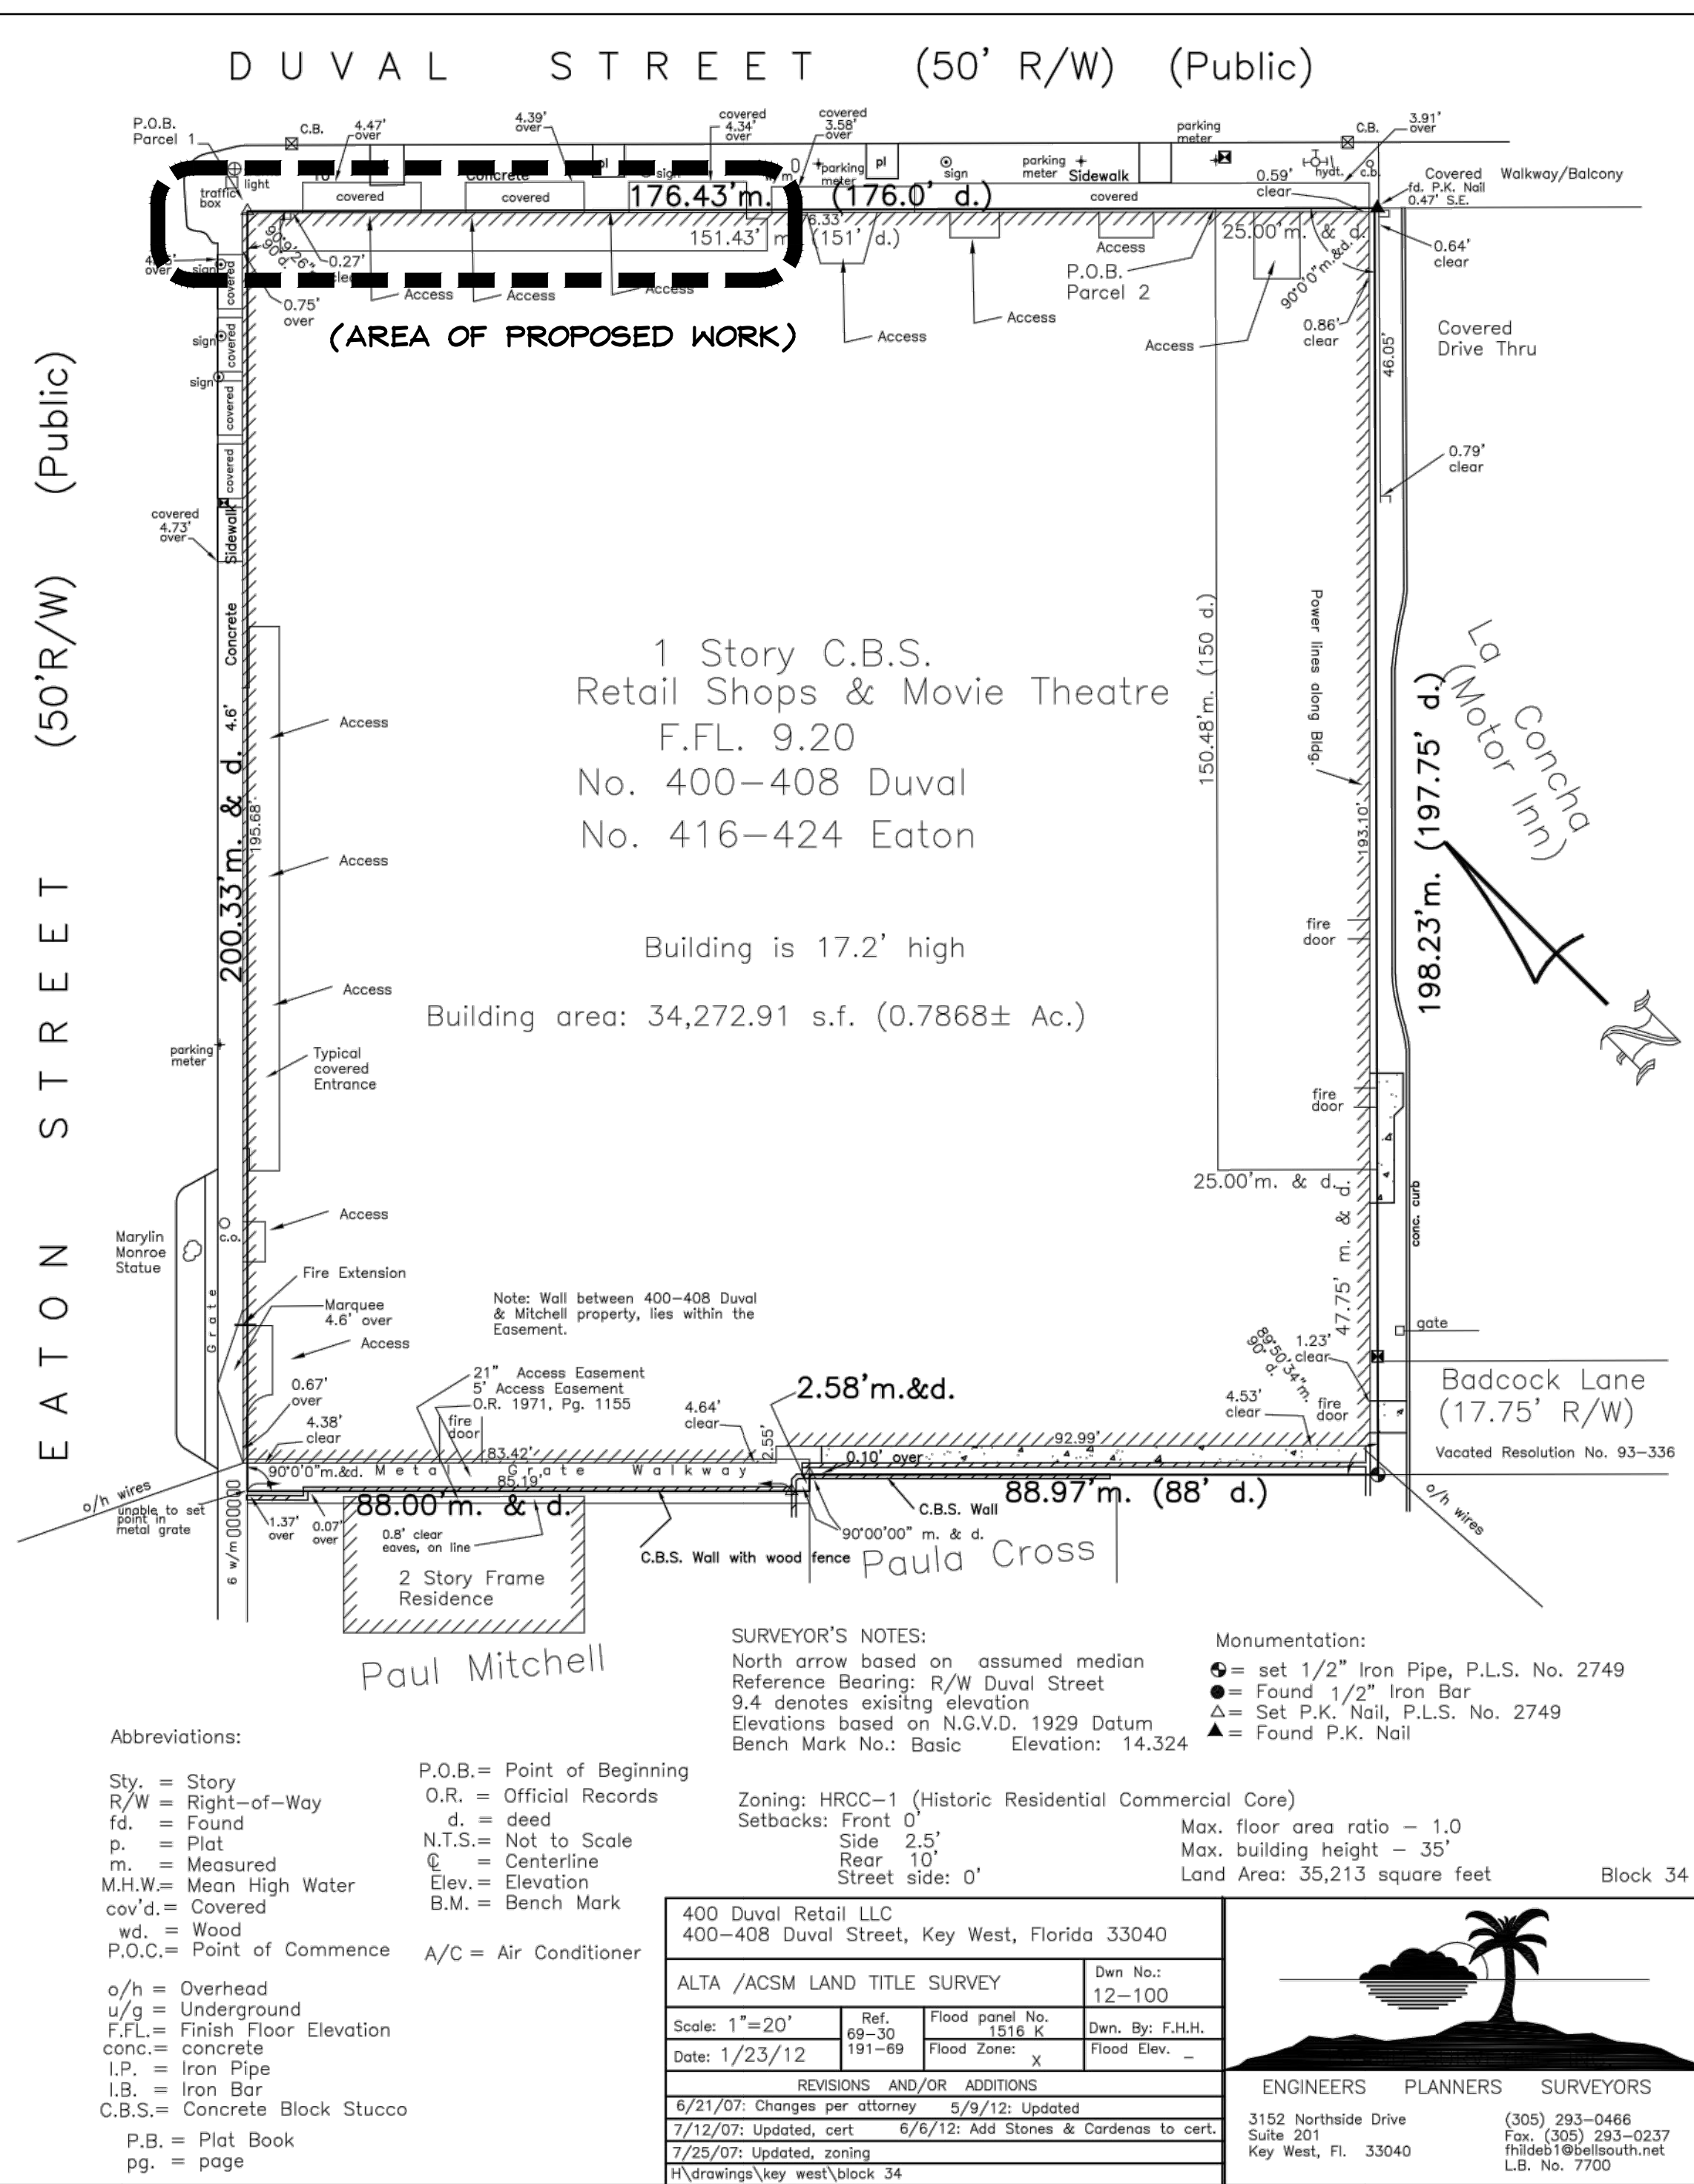 DUVAL STREET (50' R/W) (Public)
P.O.B.
Parcel 1
C.B.
4.47'
over
4.39'
over
covered
4.34'
over
covered
3.58'
over
parking
meter
C.B.
3.91'
over
light
traffic
box
Concrete
pl
sign
parking
meter
pl
sign
parking
meter
Sidewalk
0.59'
clear
hydt.
c.b.
Covered Walkway/Balcony
fd. P.K. Nail
0.47' S.E.
covered
covered
176.43'm. (176.0' d.)
covered
151.43' m (151' d.)
Access
25.00'm. & d.
90°0'0"m.&d.
0.64'
clear
over
sign
90°9'26"
90°d.
0.27'
0.75'
over
Access
Access
Access
P.O.B.
Parcel 2
Access
Access
Access
0.86'
clear
46.05'
Covered
Drive Thru
(AREA OF PROPOSED WORK)
covered
covered
covered
covered
sign
sign
0.79'
clear
covered
4.73'
over
Sidewalk
Concrete
4.6'
EATON STREET (50'R/W) (Public)
200.33'm. & d.
195.68'
Access
Access
Access
1 Story C.B.S.
Retail Shops & Movie Theatre
F.FL. 9.20
No. 400-408 Duval
No. 416-424 Eaton
Building is 17.2' high
Building area: 34,272.91 s.f. (0.7868± Ac.)
150.48'm. (150 d.)
Power lines along Bldg.
193.10'
198.23'm. (197.75' d.)
La Concha
(Motor Inn)
N
fire
door
fire
door
parking
meter
Typical
covered
Entrance
25.00'm. & d.
47.75' m. & d.
conc. curb
Access
c.o.
Marylin
Monroe
Statue
Grate
Fire Extension
Marquee
4.6' over
Access
Note: Wall between 400-408 Duval
& Mitchell property, lies within the
Easement.
gate
0.67'
over
4.38'
clear
21" Access Easement
5' Access Easement
O.R. 1971, Pg. 1155
fire
door
4.64'
clear
2.58'm.&d.
2.55'
89°50'34"m.
90° d.
1.23'
clear
4.53'
clear
fire
door
Badcock Lane
(17.75' R/W)
Vacated Resolution No. 93-336
83.42'
92.99'
90°0'0"m.&d.
Metal Grate Walkway
0.10' over
85.19'
88.00'm. & d.
88.97'm. (88' d.)
C.B.S. Wall
90°00'00" m. & d.
o/h wires
unable to set
point in
metal grate
6 w/m
1.37'
over
0.07'
over
0.8' clear
eaves, on line
C.B.S. Wall with wood fence
Paula Cross
o/h wires
2 Story Frame
Residence
Paul Mitchell
SURVEYOR'S NOTES:
North arrow based on assumed median
Reference Bearing: R/W Duval Street
9.4 denotes exisitng elevation
Elevations based on N.G.V.D. 1929 Datum
Bench Mark No.: Basic Elevation: 14.324
Monumentation:
= set 1/2" Iron Pipe, P.L.S. No. 2749
= Found 1/2" Iron Bar
△= Set P.K. Nail, P.L.S. No. 2749
▲= Found P.K. Nail
Abbreviations:
Sty. = Story
R/W = Right-of-Way
fd. = Found
p. = Plat
m. = Measured
M.H.W.= Mean High Water
cov'd.= Covered
wd. = Wood
P.O.C.= Point of Commence
o/h = Overhead
u/g = Underground
F.FL.= Finish Floor Elevation
conc.= concrete
I.P. = Iron Pipe
I.B. = Iron Bar
C.B.S.= Concrete Block Stucco
P.B. = Plat Book
pg. = page
P.O.B.= Point of Beginning
O.R. = Official Records
d. = deed
N.T.S.= Not to Scale
℄ = Centerline
Elev.= Elevation
B.M. = Bench Mark
A/C = Air Conditioner
Zoning: HRCC-1 (Historic Residential Commercial Core)
Setbacks: Front 0'
Side 2.5'
Rear 10'
Street side: 0'
Max. floor area ratio - 1.0
Max. building height - 35'
Land Area: 35,213 square feet
Block 34
400 Duval Retail LLC
400-408 Duval Street, Key West, Florida 33040
ALTA /ACSM LAND TITLE SURVEY
Dwn No.:
12-100
Scale: 1"=20'
Ref.
69-30
191-69
Flood panel No.
1516 K
Dwn. By: F.H.H.
Date: 1/23/12
Flood Zone: X
Flood Elev. -
REVISIONS AND/OR ADDITIONS
6/21/07: Changes per attorney 5/9/12: Updated
7/12/07: Updated, cert 6/6/12: Add Stones & Cardenas to cert.
7/25/07: Updated, zoning
H\drawings\key west\block 34
ENGINEERS PLANNERS SURVEYORS
3152 Northside Drive
Suite 201
Key West, Fl. 33040
(305) 293-0466
Fax. (305) 293-0237
fhildeb1@bellsouth.net
L.B. No. 7700